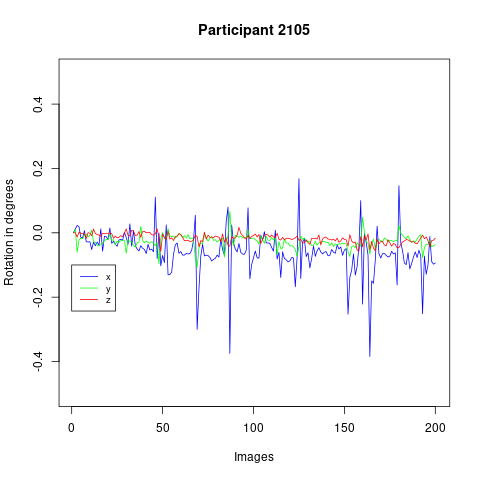 Participant 2105
Rotation in degrees
0.4
0.2
0.0
-0.2
-0.4
x
y
z
0 50 100 150 200
Images